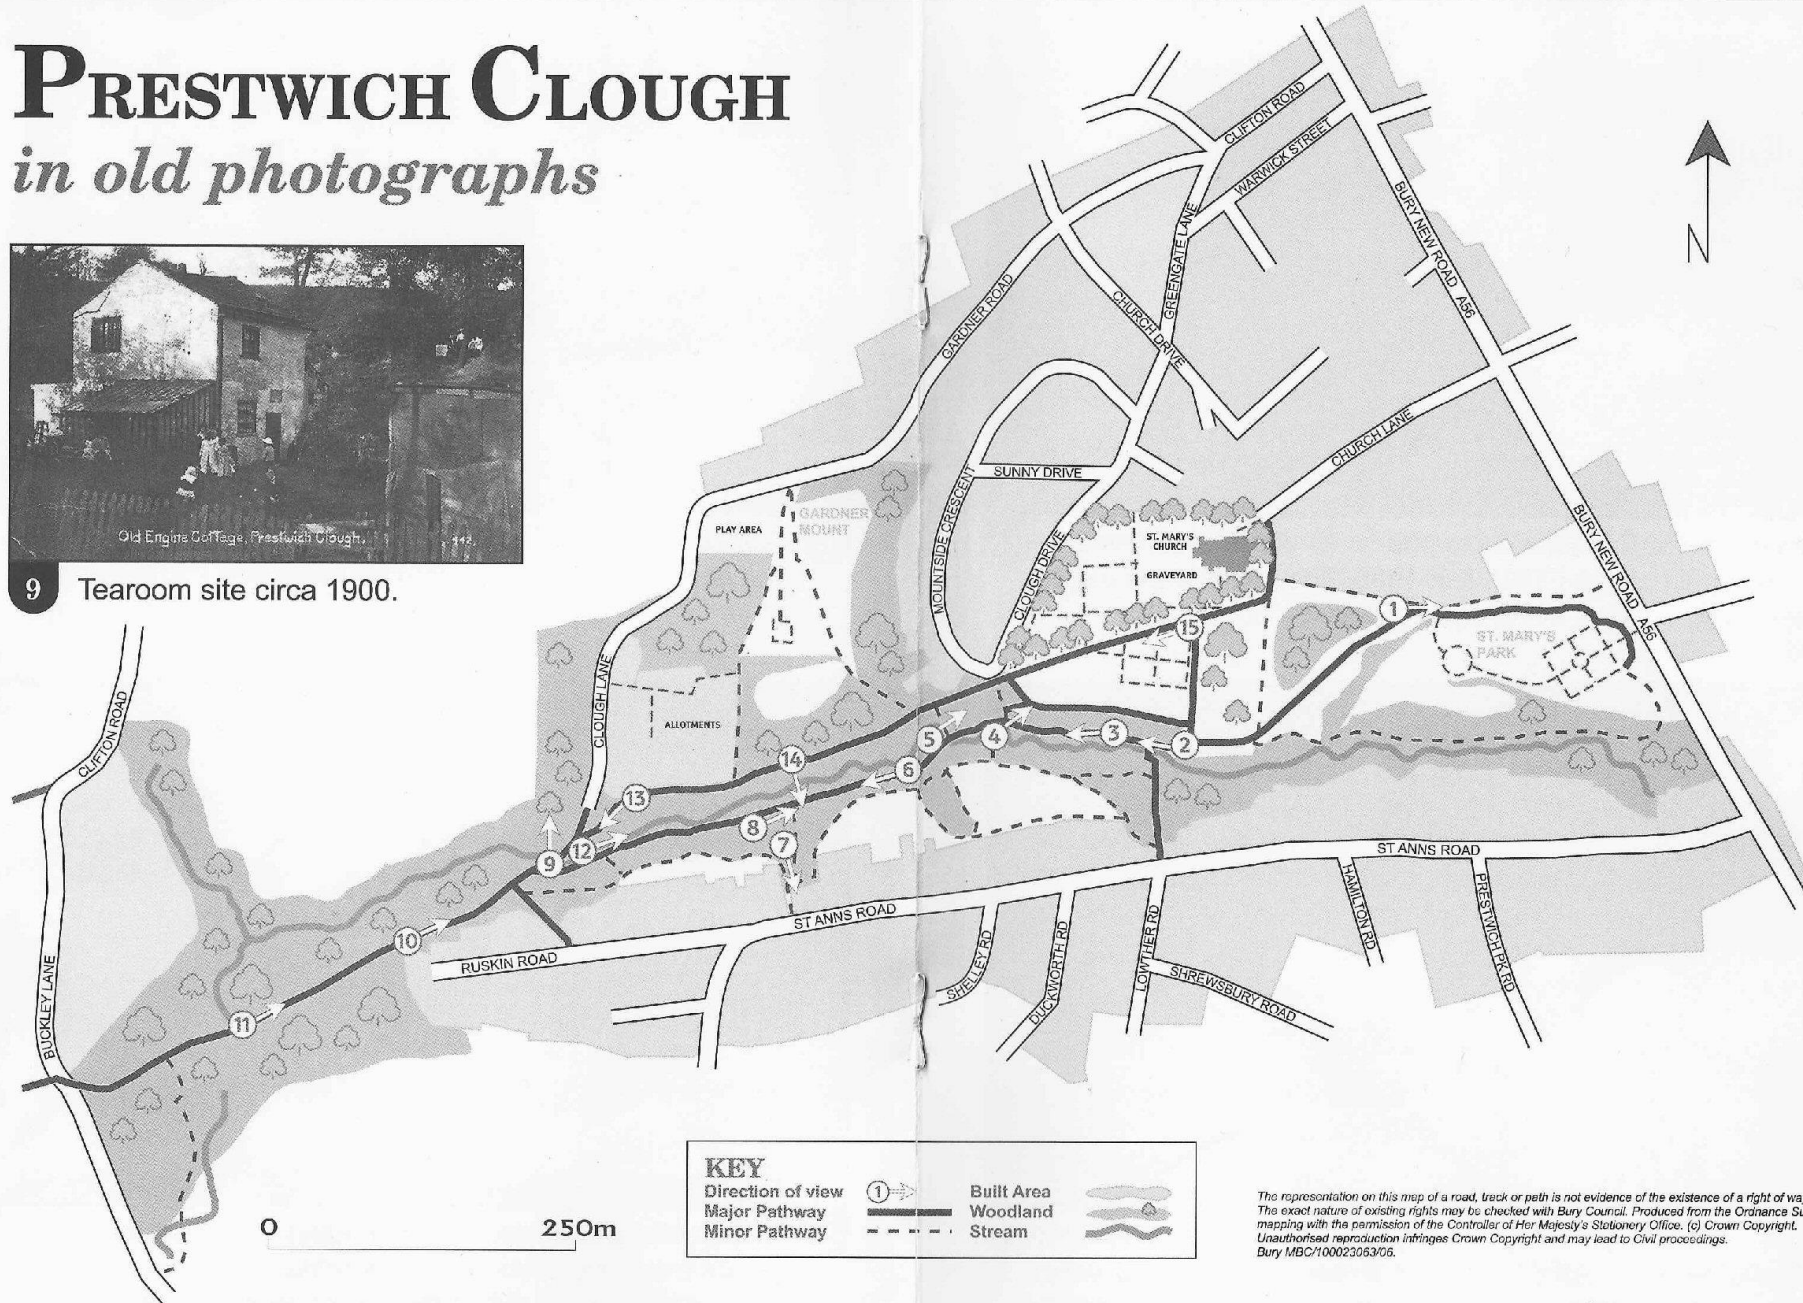 PRESTWICH CLOUGH
in old photographs
Old Engine Cottage, Prestwich Clough.
9 Tearoom site circa 1900.
N
CLIFTON ROAD
WARWICK STREET
BURY NEW ROAD A56
GREENGATE LANE
CHURCH DRIVE
GARDNER ROAD
CHURCH LANE
SUNNY DRIVE
MOUNTSIDE CRESCENT
CLOUGH DRIVE
PLAY AREA
GARDNER
MOUNT
ST. MARY'S
CHURCH
GRAVEYARD
BURY NEW ROAD
A56
ST. MARY'S
PARK
CLOUGH LANE
ALLOTMENTS
CLIFTON ROAD
BUCKLEY LANE
1
15
2
3
4
5
6
14
13
8
7
12
9
10
11
ST ANNS ROAD
ST ANNS ROAD
RUSKIN ROAD
SHELLEY RD
DUCKWORTH RD
LOWTHER RD
SHREWSBURY ROAD
HAMILTON RD
PRESTWICH PK RD
KEY
Direction of view 1
Major Pathway
Minor Pathway
Built Area
Woodland
Stream
0 250m
The representation on this map of a road, track or path is not evidence of the existence of a right of
The exact nature of existing rights may be checked with Bury Council. Produced from the Ordnance
mapping with the permission of the Controller of Her Majesty's Stationery Office. (c) Crown Copyright.
Unauthorised reproduction infringes Crown Copyright and may lead to Civil proceedings.
Bury MBC/100023063/06.